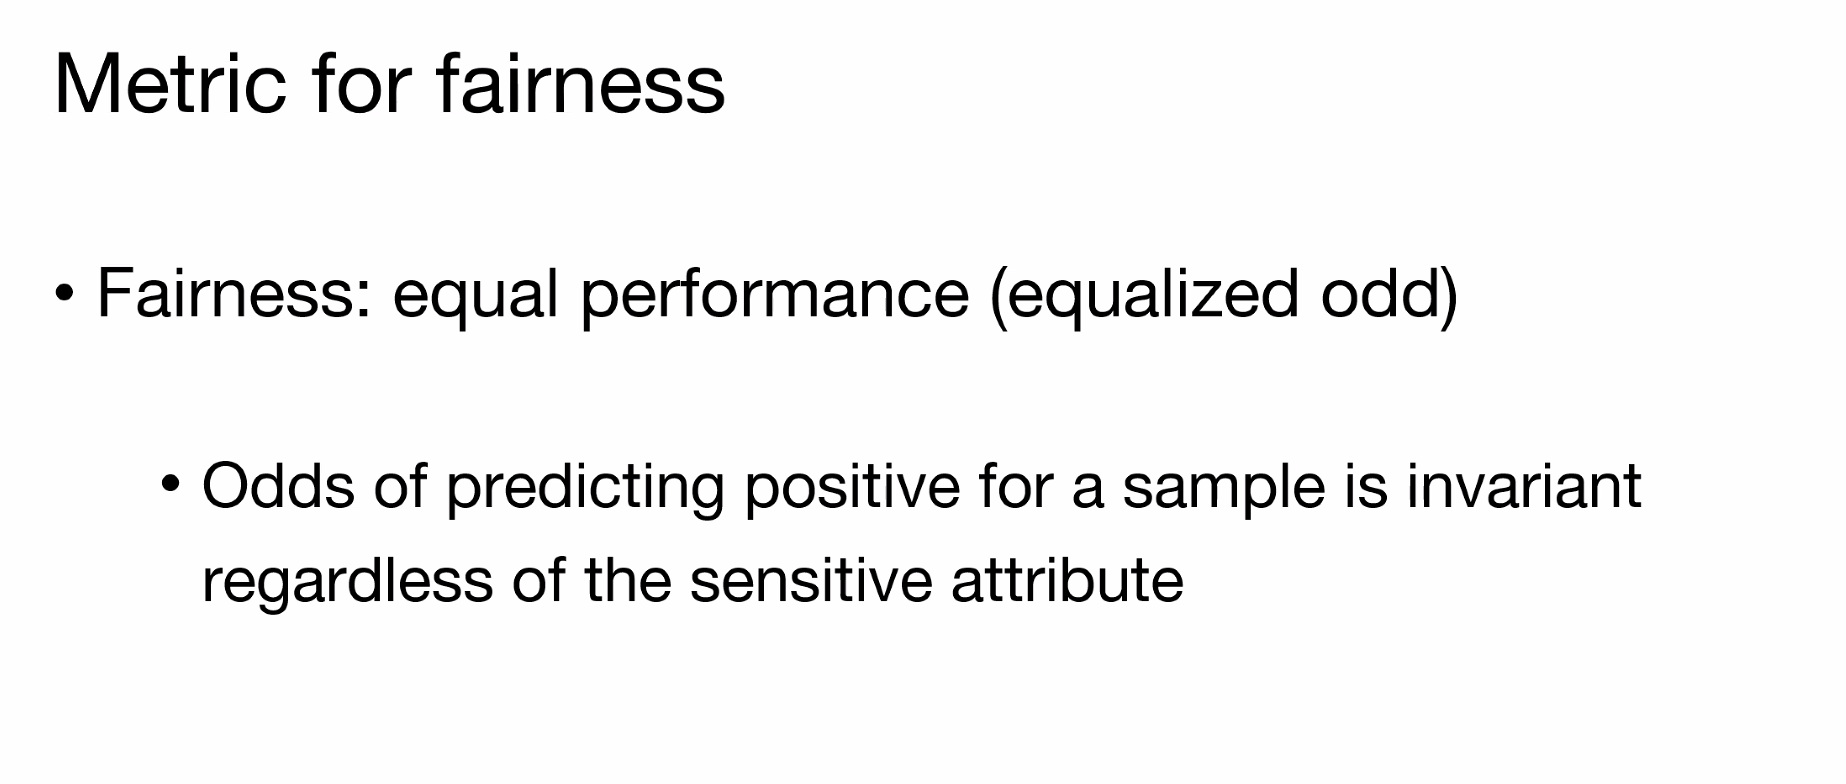 Metric for fairness
• Fairness: equal performance (equalized odd)
• Odds of predicting positive for a sample is invariant
regardless of the sensitive attribute